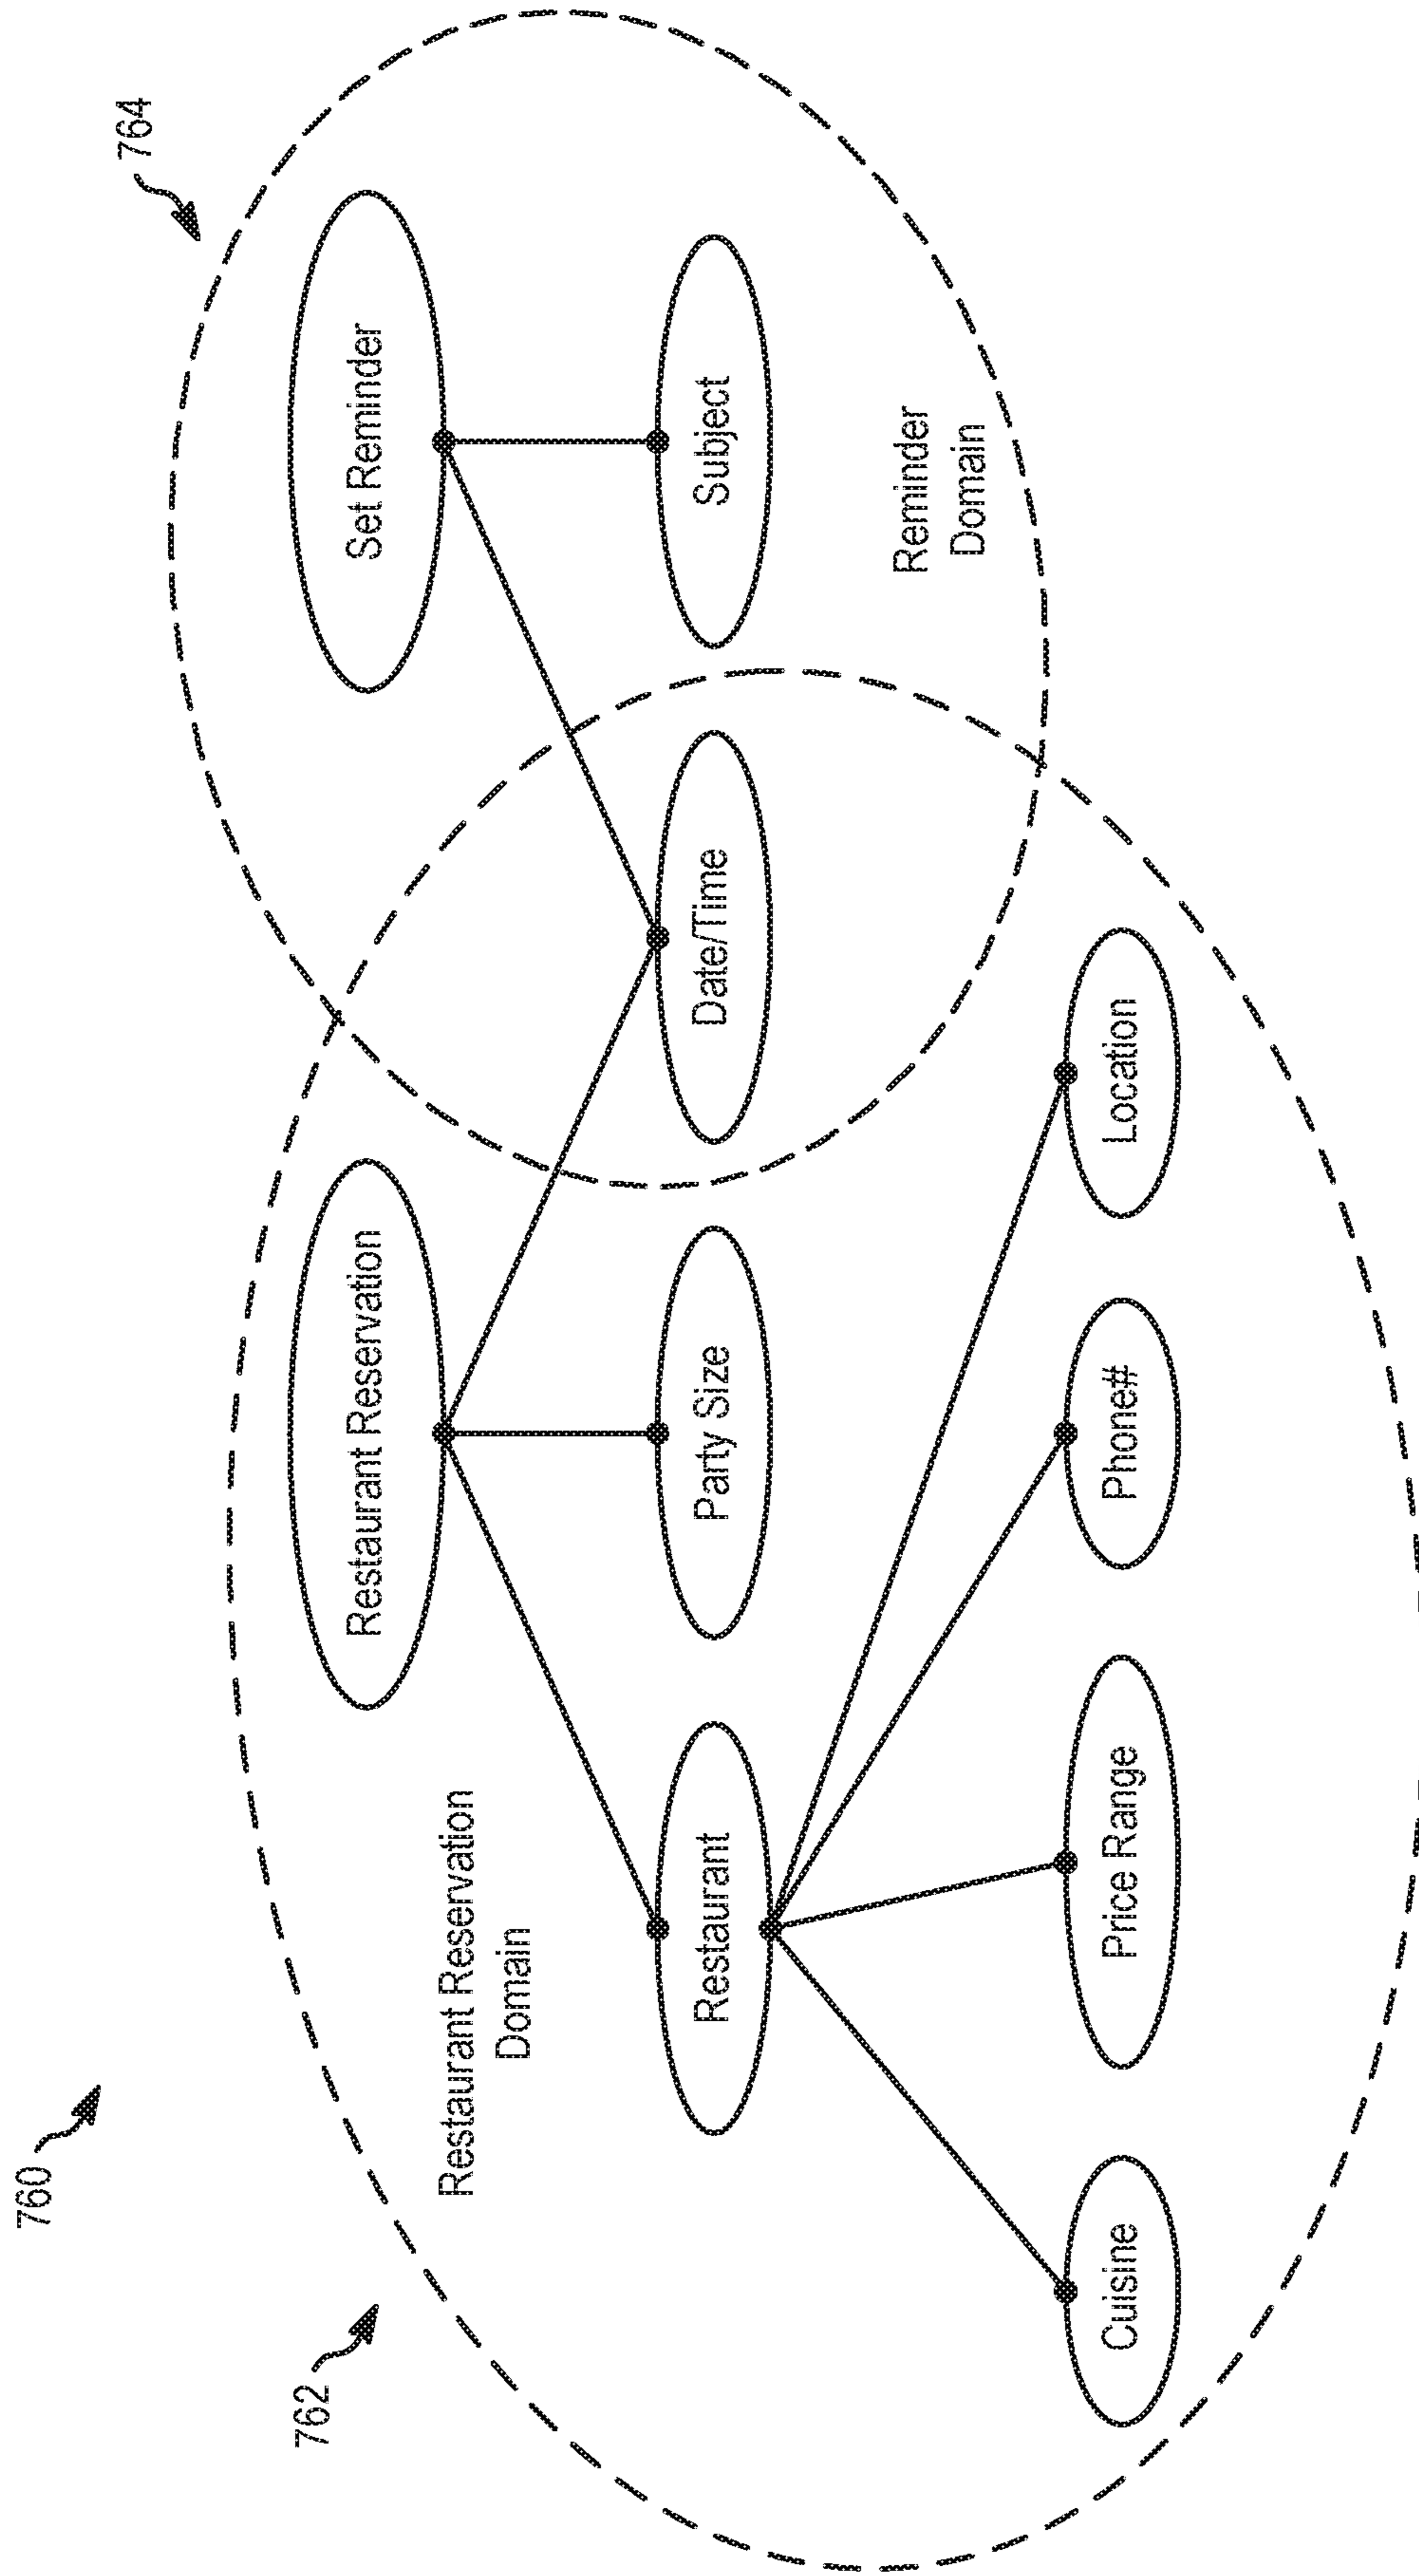 760
762
764
Restaurant Reservation
Set Reminder
Restaurant Reservation
Domain
Restaurant
Party Size
Date/Time
Subject
Reminder
Domain
Cuisine
Price Range
Phone#
Location